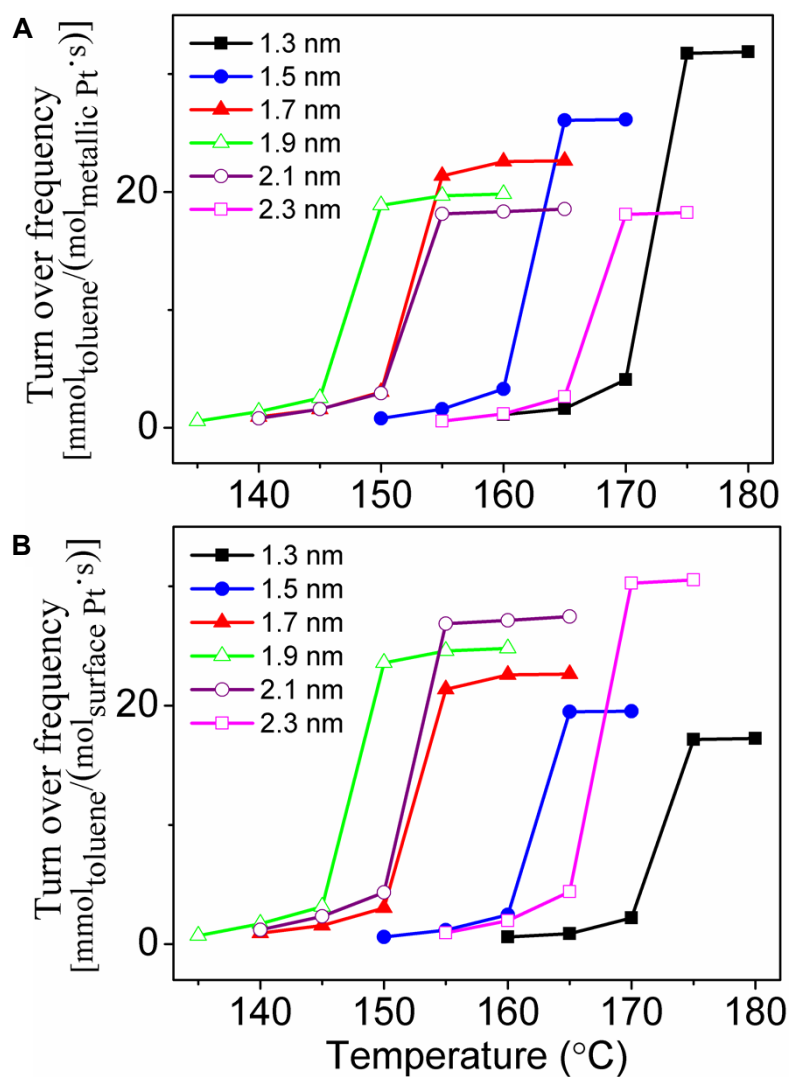 A
Turn over frequency
[mmoltoluene/(molmetallic Pt·s)]
20
0
1.3 nm
1.5 nm
1.7 nm
1.9 nm
2.1 nm
2.3 nm
140 150 160 170 180
B
Turn over frequency
[mmoltoluene/(molsurface Pt·s)]
20
0
1.3 nm
1.5 nm
1.7 nm
1.9 nm
2.1 nm
2.3 nm
140 150 160 170 180
Temperature (°C)